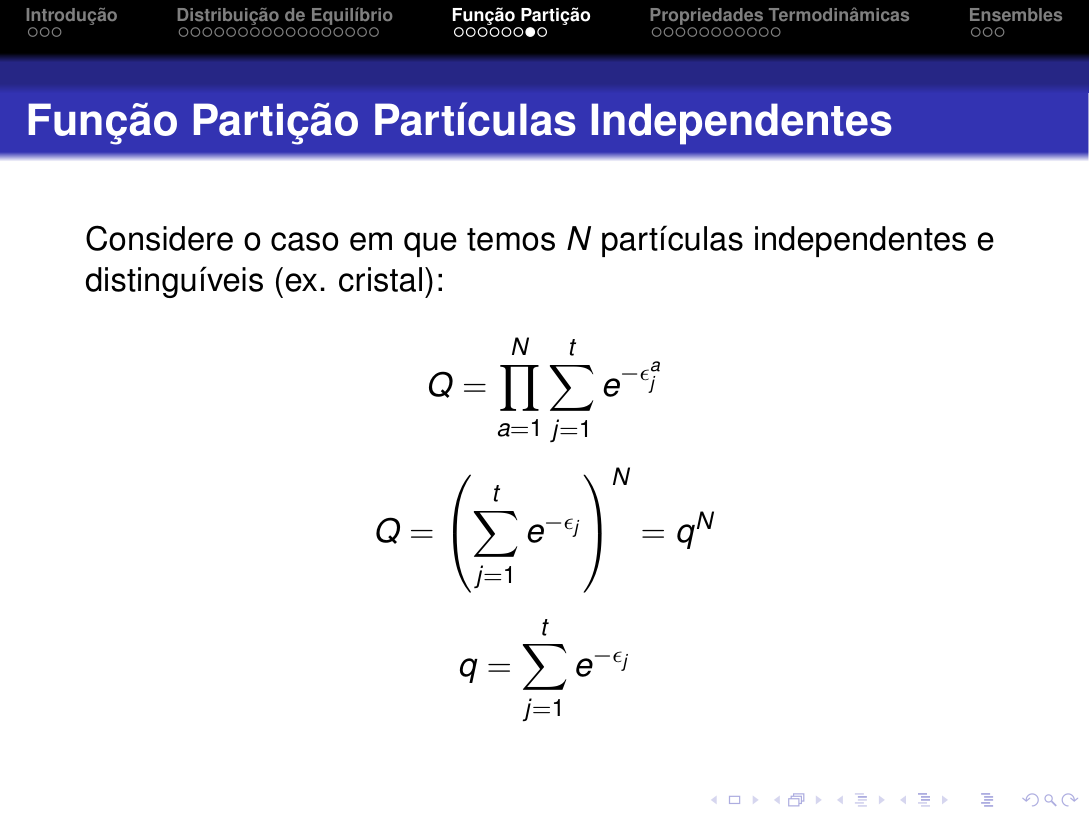 Introdução Distribuição de Equilíbrio Função Partição Propriedades Termodinâmicas Ensembles
Função Partição Partículas Independentes
Considere o caso em que temos N partículas independentes e
distinguíveis (ex. cristal):
$Q = \prod_{a=1}^{N} \sum_{j=1}^{t} e^{-\epsilon_j^a}$
$Q = \left( \sum_{j=1}^{t} e^{-\epsilon_j} \right)^N = q^N$
$q = \sum_{j=1}^{t} e^{-\epsilon_j}$